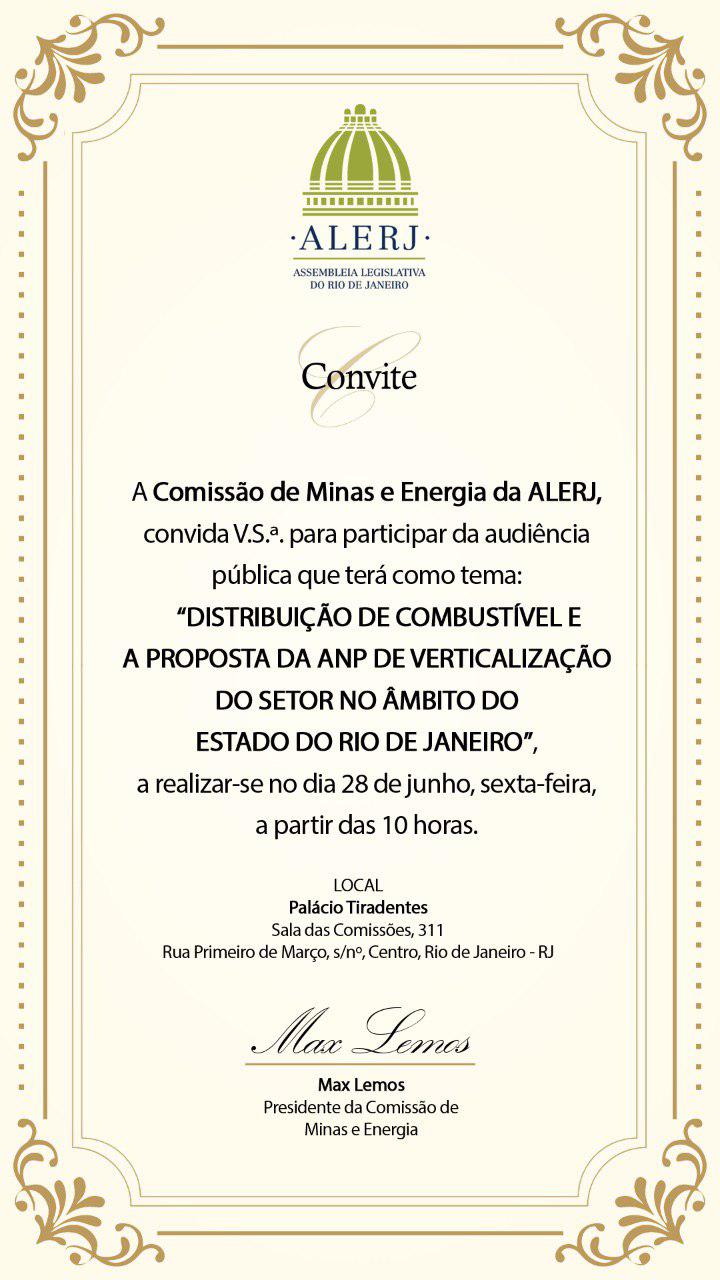 ·ALERJ·
ASSEMBLEIA LEGISLATIVA
DO RIO DE JANEIRO
C
Convite
A Comissão de Minas e Energia da ALERJ,
convida V.S.ª. para participar da audiência
pública que terá como tema:
“DISTRIBUIÇÃO DE COMBUSTÍVEL E
A PROPOSTA DA ANP DE VERTICALIZAÇÃO
DO SETOR NO ÂMBITO DO
ESTADO DO RIO DE JANEIRO”,
a realizar-se no dia 28 de junho, sexta-feira,
a partir das 10 horas.
LOCAL
Palácio Tiradentes
Sala das Comissões, 311
Rua Primeiro de Março, s/nº, Centro, Rio de Janeiro - RJ
Max Lemos
Max Lemos
Presidente da Comissão de
Minas e Energia